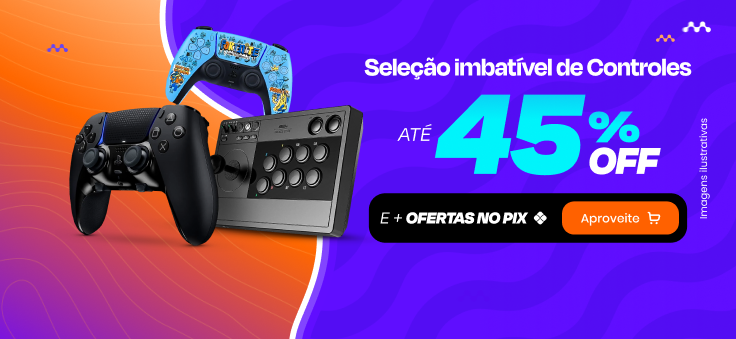 Seleção imbatível de Controles
ATÉ 45% OFF
E + OFERTAS NO PIX
Aproveite
Imagens ilustrativas